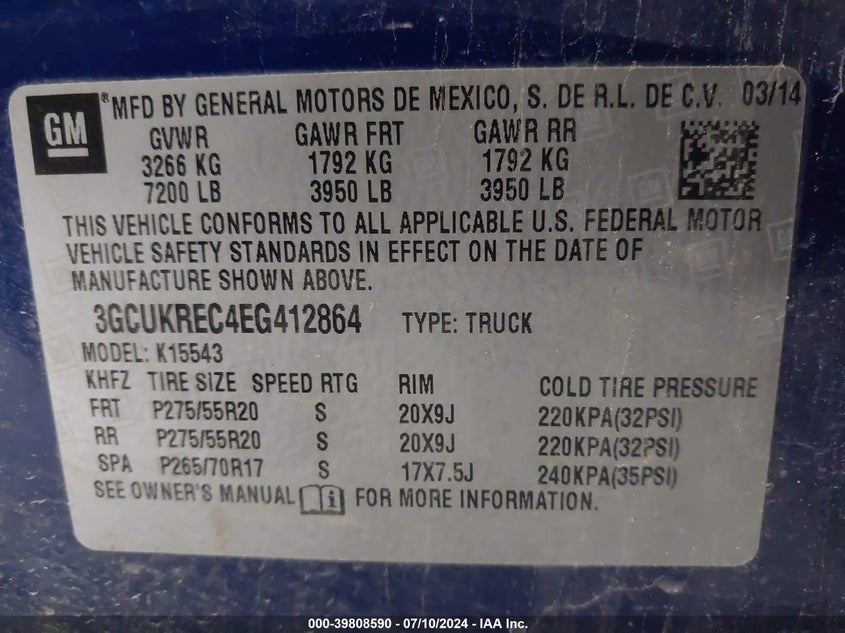 GM
®MFD BY GENERAL MOTORS DE MEXICO, S. DE R.L. DE C.V. 03/14
GVWR GAWR FRT GAWR RR
3266 KG 1792 KG 1792 KG
7200 LB 3950 LB 3950 LB
THIS VEHICLE CONFORMS TO ALL APPLICABLE U.S. FEDERAL MOTOR
VEHICLE SAFETY STANDARDS IN EFFECT ON THE DATE OF
MANUFACTURE SHOWN ABOVE.
3GCUKREC4EG412864 TYPE: TRUCK
MODEL: K15543
KHFZ TIRE SIZE SPEED RTG RIM COLD TIRE PRESSURE
FRT P275/55R20 S 20X9J 220KPA(32PSI)
RR P275/55R20 S 20X9J 220KPA(32PSI)
SPA P265/70R17 S 17X7.5J 240KPA(35PSI)
SEE OWNER'S MANUAL FOR MORE INFORMATION.
000-39808590 - 07/10/2024 - IAA Inc.